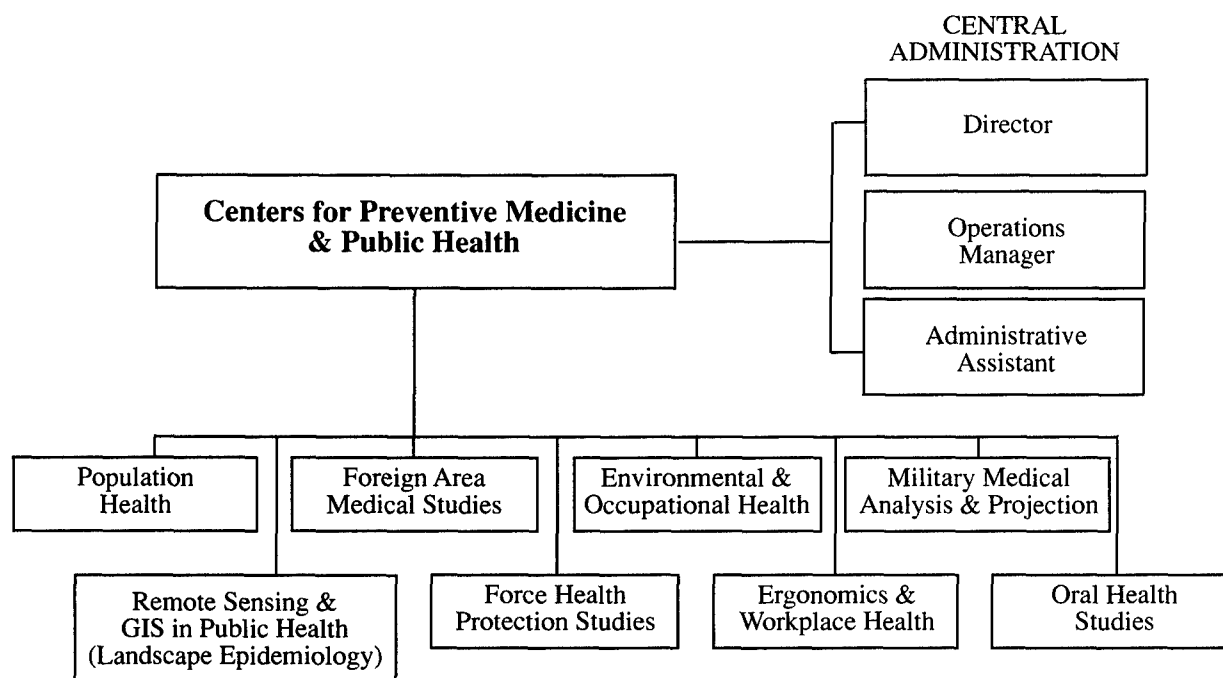 CENTRAL
ADMINISTRATION
Director
Centers for Preventive Medicine
& Public Health
Operations
Manager
Administrative
Assistant
Population
Health
Foreign Area
Medical Studies
Environmental &
Occupational Health
Military Medical
Analysis & Projection
Remote Sensing &
GIS in Public Health
(Landscape Epidemiology)
Force Health
Protection Studies
Ergonomics &
Workplace Health
Oral Health
Studies